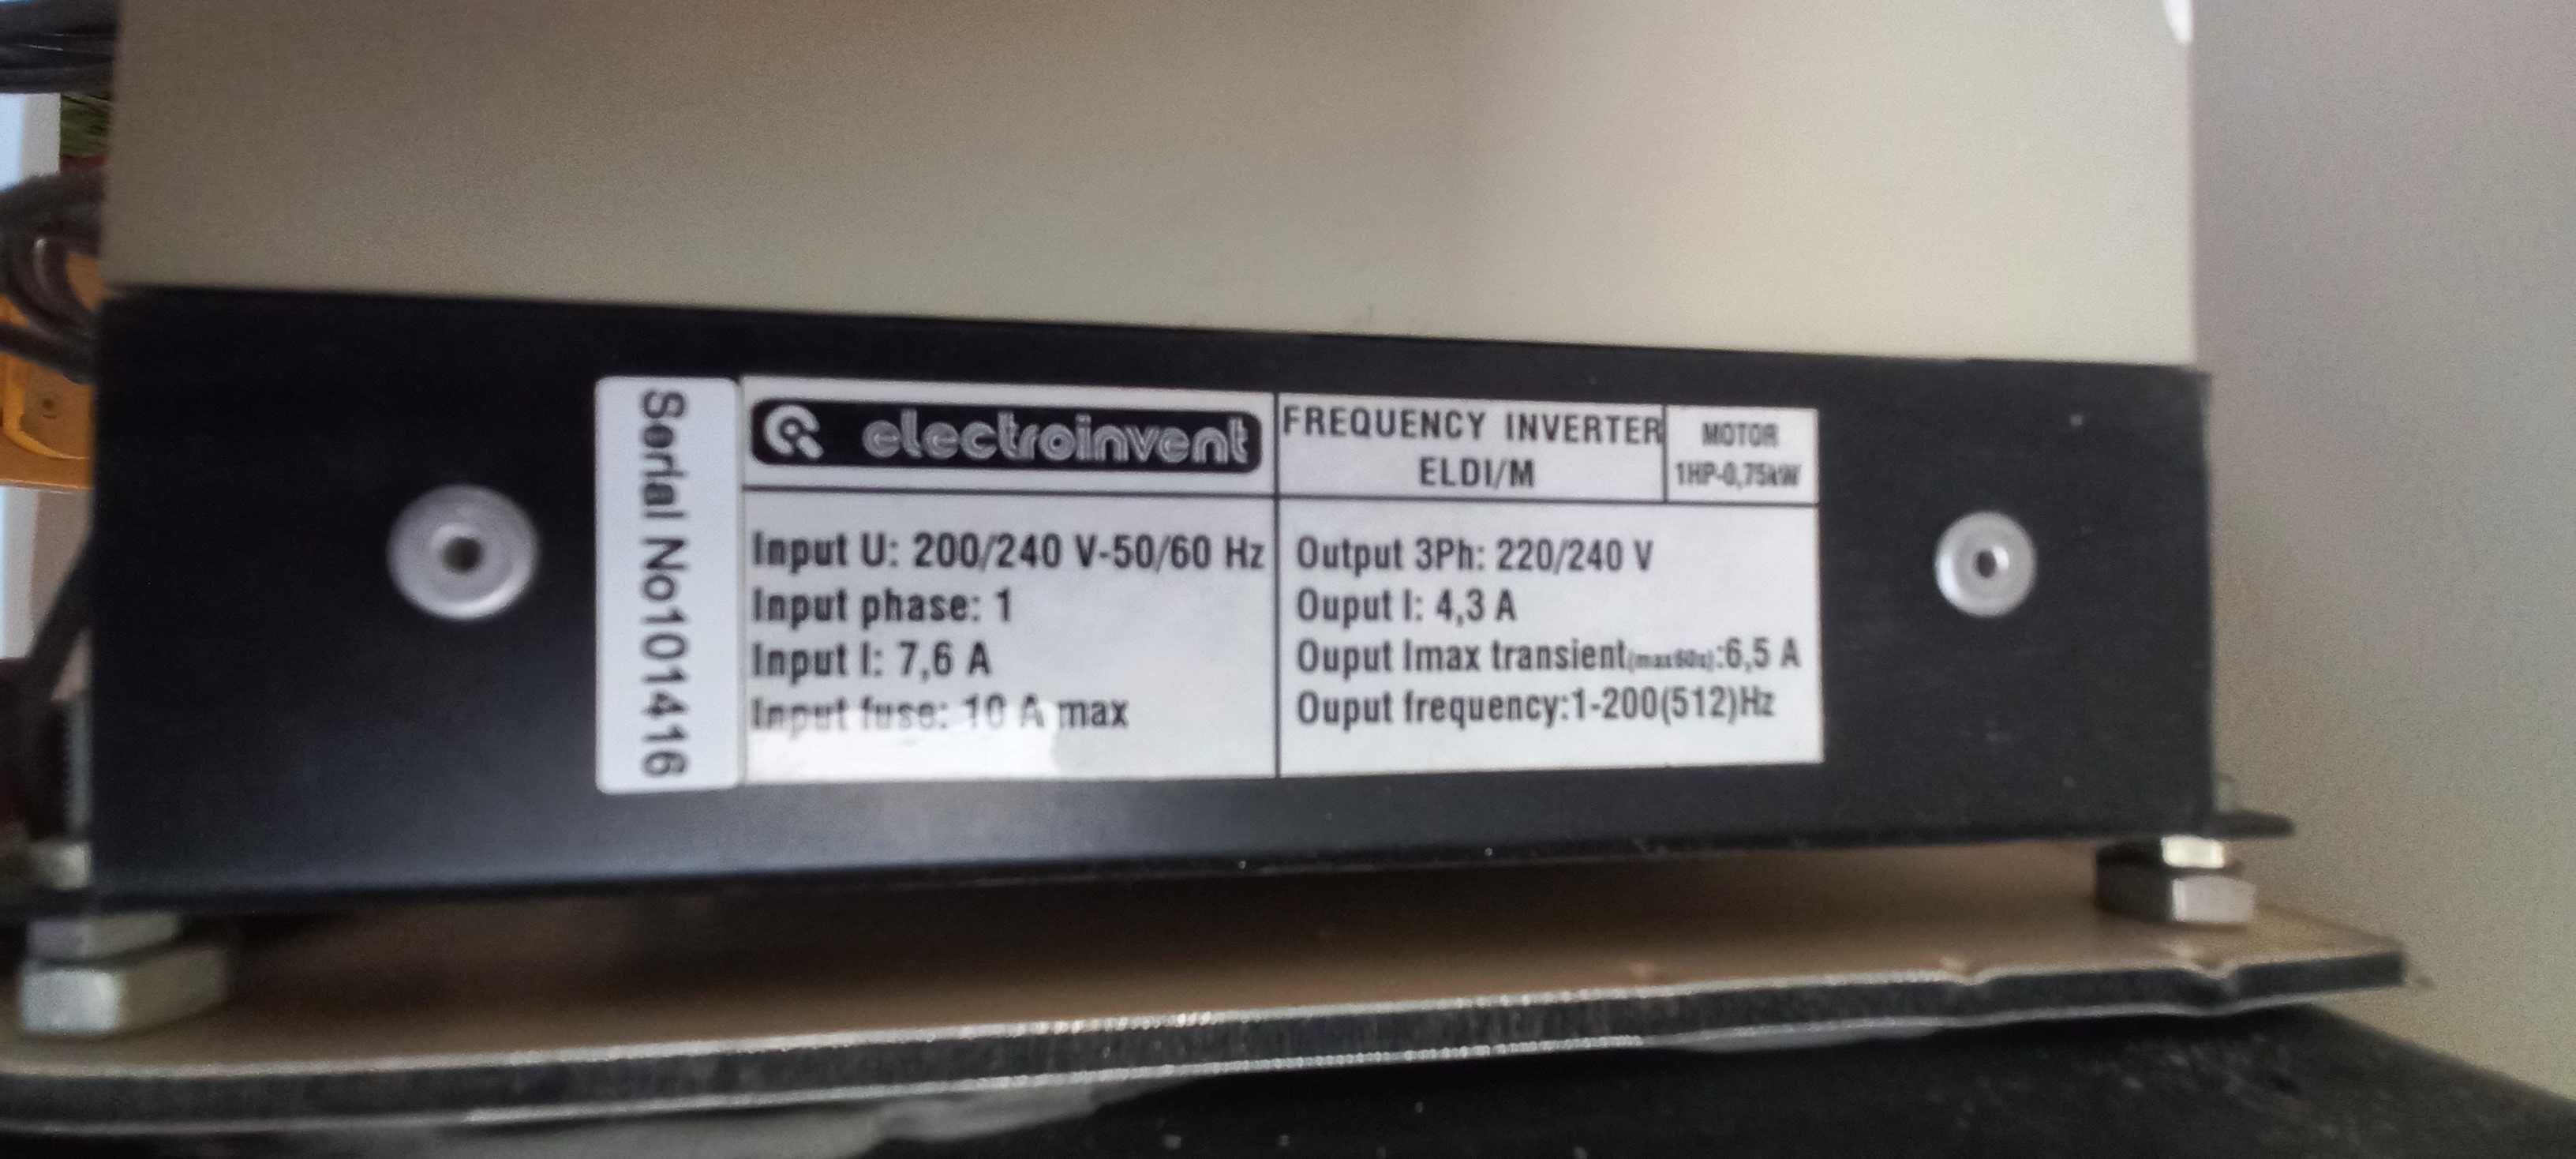 Serial No101416
electroinvent
FREQUENCY INVERTER
ELDI/M
MOTOR
1HP-0,75kW
Input U: 200/240 V-50/60 Hz
Input phase: 1
Input I: 7,6 A
Input fuse: 10 A max
Output 3Ph: 220/240 V
Ouput I: 4,3 A
Ouput Imax transient(max60s):6,5 A
Ouput frequency:1-200(512)Hz